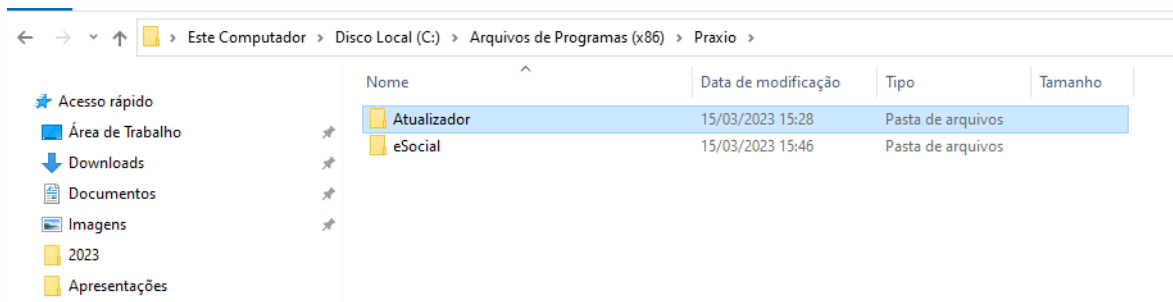 Este Computador > Disco Local (C:) > Arquivos de Programas (x86) > Praxio >
Acesso rápido
Área de Trabalho
Downloads
Documentos
Imagens
2023
Apresentações
Nome Data de modificação Tipo Tamanho
Atualizador 15/03/2023 15:28 Pasta de arquivos
eSocial 15/03/2023 15:46 Pasta de arquivos